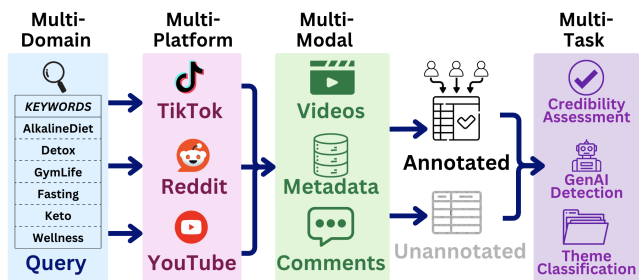 Multi-
Domain
Multi-
Platform
Multi-
Modal
Multi-
Task
KEYWORDS
AlkalineDiet
Detox
GymLife
Fasting
Keto
Wellness
Query
TikTok
Reddit
YouTube
Videos
Metadata
Comments
Annotated
Unannotated
Credibility
Assessment
GenAI
Detection
Theme
Classification